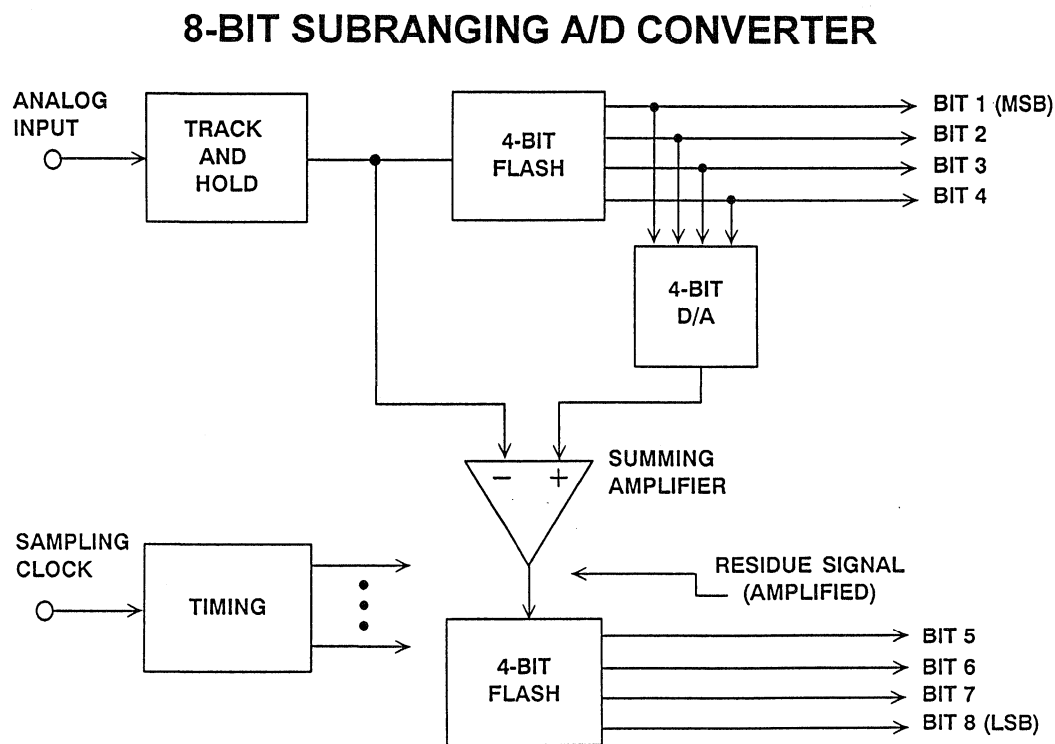 8-BIT SUBRANGING A/D CONVERTER
ANALOG
INPUT
TRACK
AND
HOLD
4-BIT
FLASH
BIT 1 (MSB)
BIT 2
BIT 3
BIT 4
4-BIT
D/A
− +
SUMMING
AMPLIFIER
SAMPLING
CLOCK
TIMING
RESIDUE SIGNAL
(AMPLIFIED)
4-BIT
FLASH
BIT 5
BIT 6
BIT 7
BIT 8 (LSB)